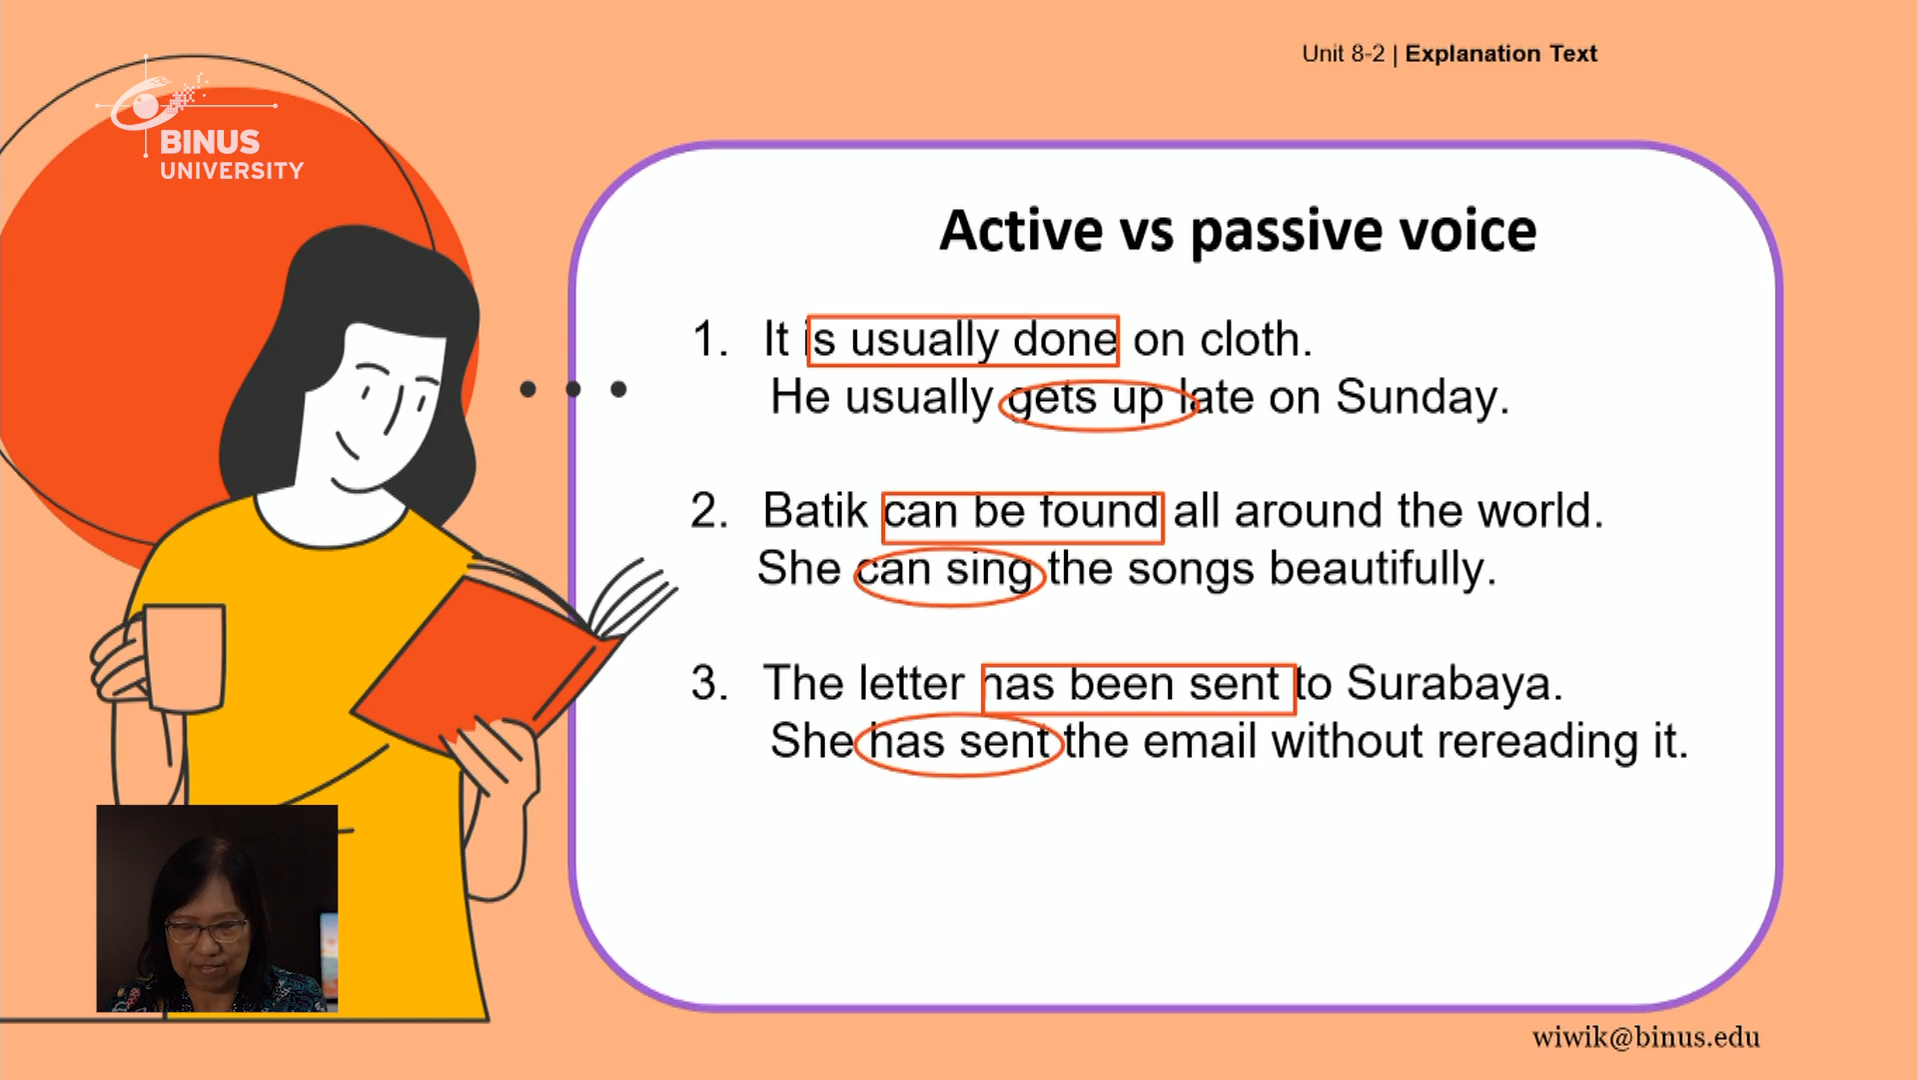 BINUS
UNIVERSITY
Unit 8-2 | Explanation Text
Active vs passive voice
1. It is usually done on cloth.
He usually gets up late on Sunday.
2. Batik can be found all around the world.
She can sing the songs beautifully.
3. The letter has been sent to Surabaya.
She has sent the email without rereading it.
wiwik@binus.edu